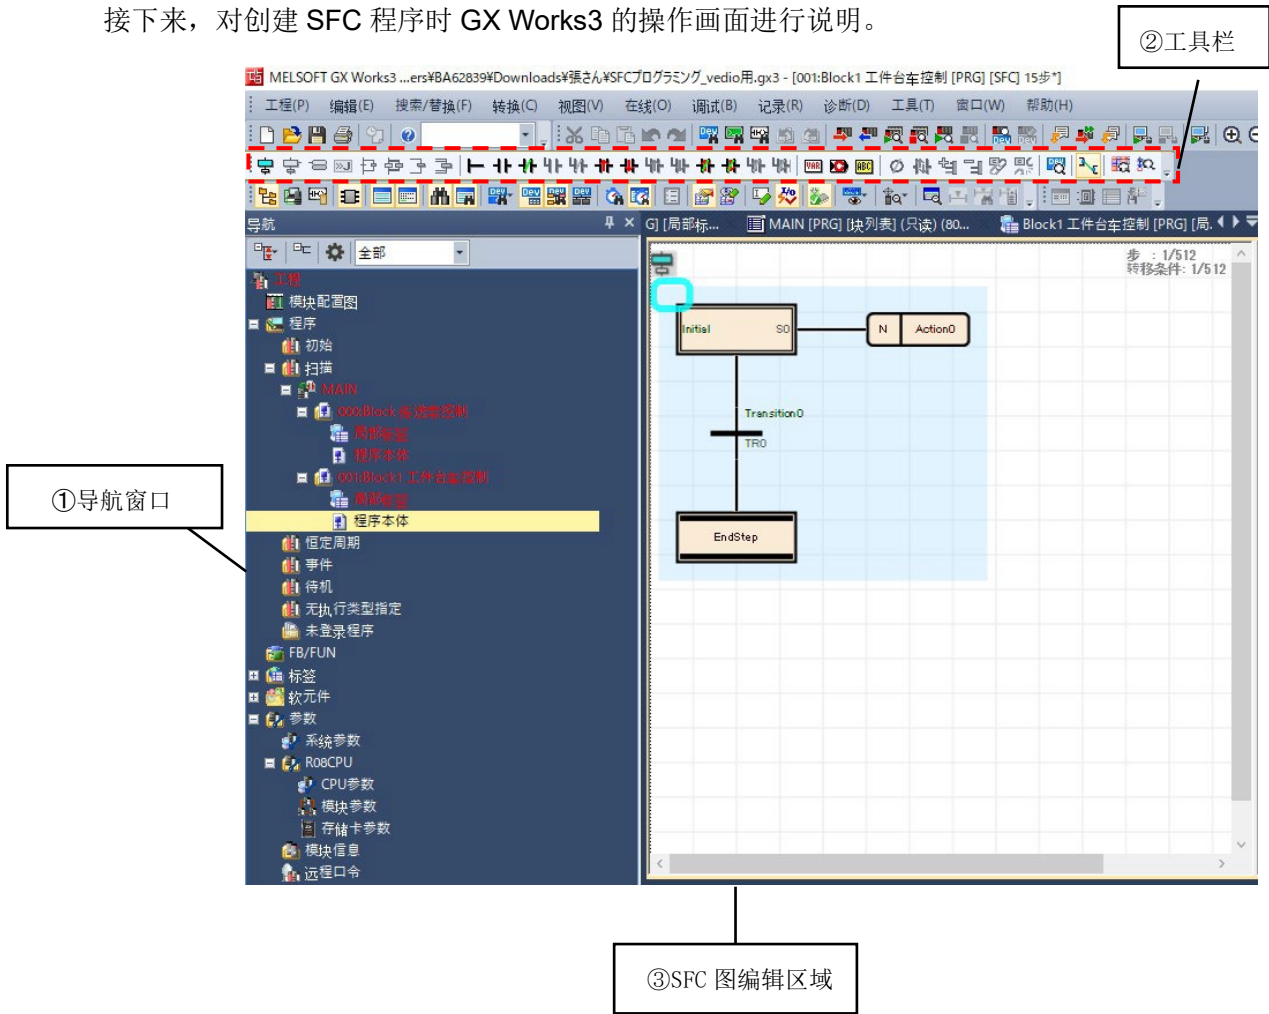 接下来，对创建 SFC 程序时 GX Works3 的操作画面进行说明。
②工具栏
MELSOFT GX Works3 ...ers¥BA62839¥Downloads¥張さん¥SFCプログラミング_vedio用.gx3 - [001:Block1 工件台车控制 [PRG] [SFC] 15步*]
工程(P) 编辑(E) 搜索/替换(F) 转换(C) 视图(V) 在线(O) 调试(B) 记录(R) 诊断(D) 工具(T) 窗口(W) 帮助(H)
导航
G] [局部标... MAIN [PRG] [块列表] (只读) (80... Block1 工件台车控制 [PRG] [局.
全部
步 : 1/512
转移条件: 1/512
工程
模块配置图
程序
初始
扫描
MAIN
局部标签
程序本体
001:Block1 工件台车控制
局部标签
程序本体
恒定周期
事件
待机
无执行类型指定
未登录程序
FB/FUN
标签
软元件
参数
系统参数
R08CPU
CPU参数
模块参数
存储卡参数
模块信息
远程口令
Initial S0
N Action0
Transition0
TR0
EndStep
①导航窗口
③SFC 图编辑区域